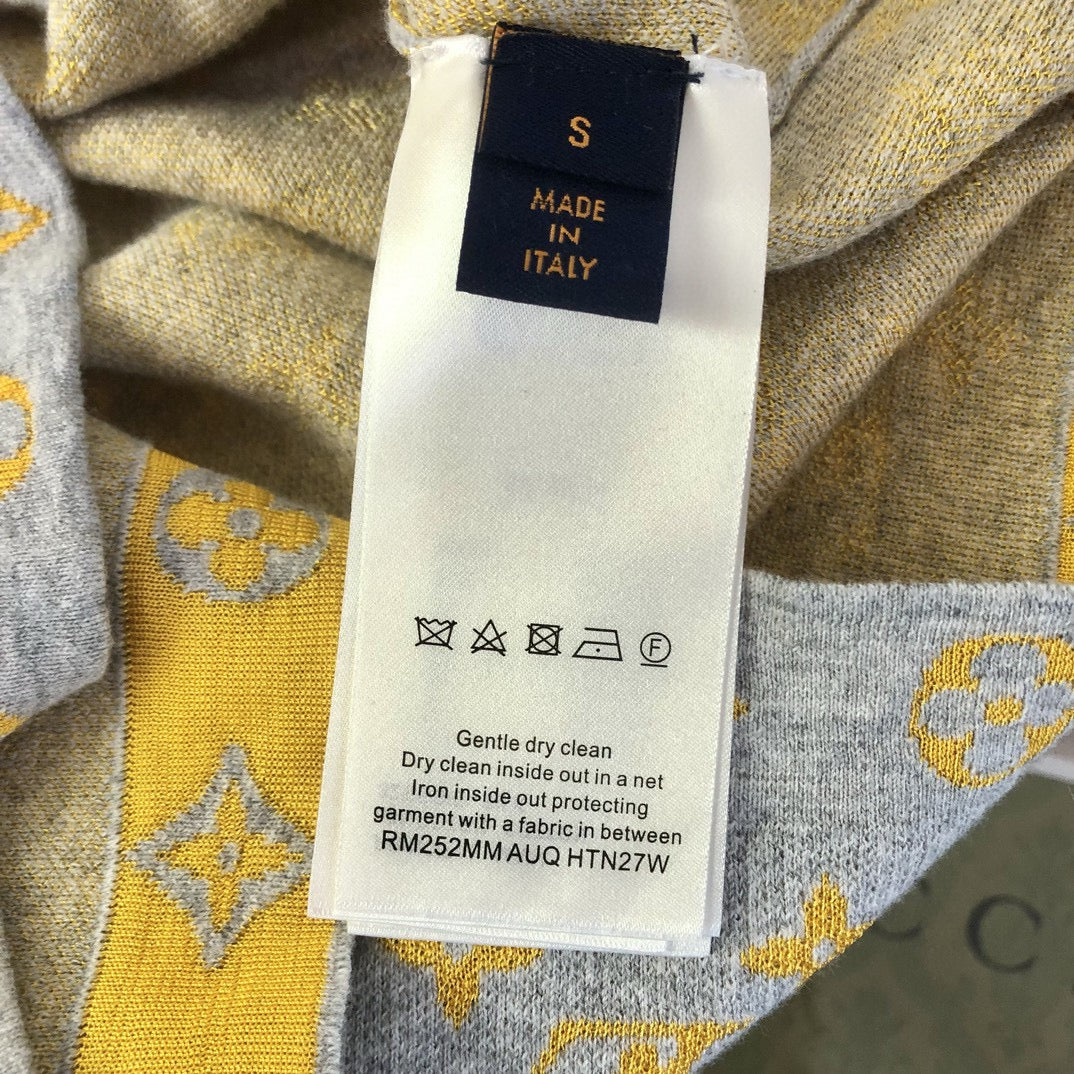 S
MADE
IN
ITALY
F
Gentle dry clean
Dry clean inside out in a net
Iron inside out protecting
garment with a fabric in between
RM252MM AUQ HTN27W
C C